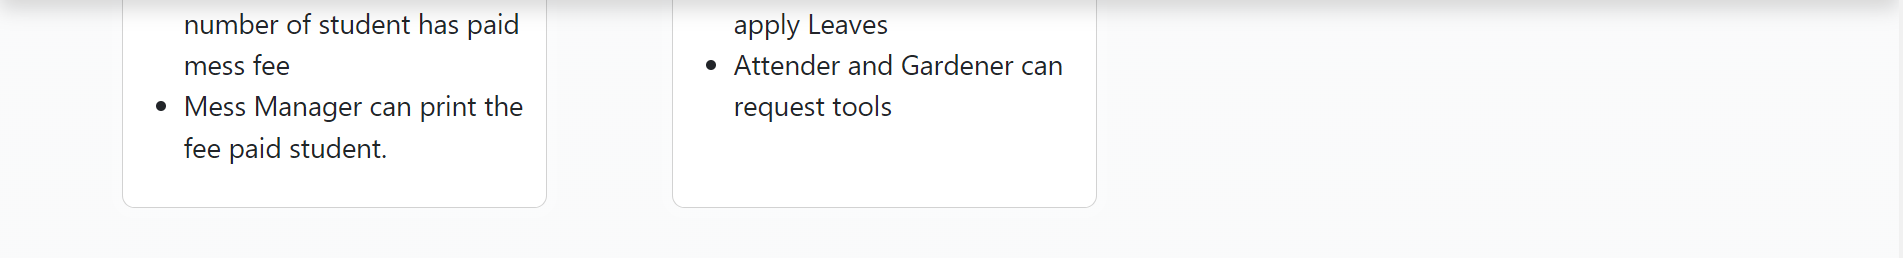 number of student has paid
mess fee
• Mess Manager can print the
fee paid student.
apply Leaves
• Attender and Gardener can
request tools